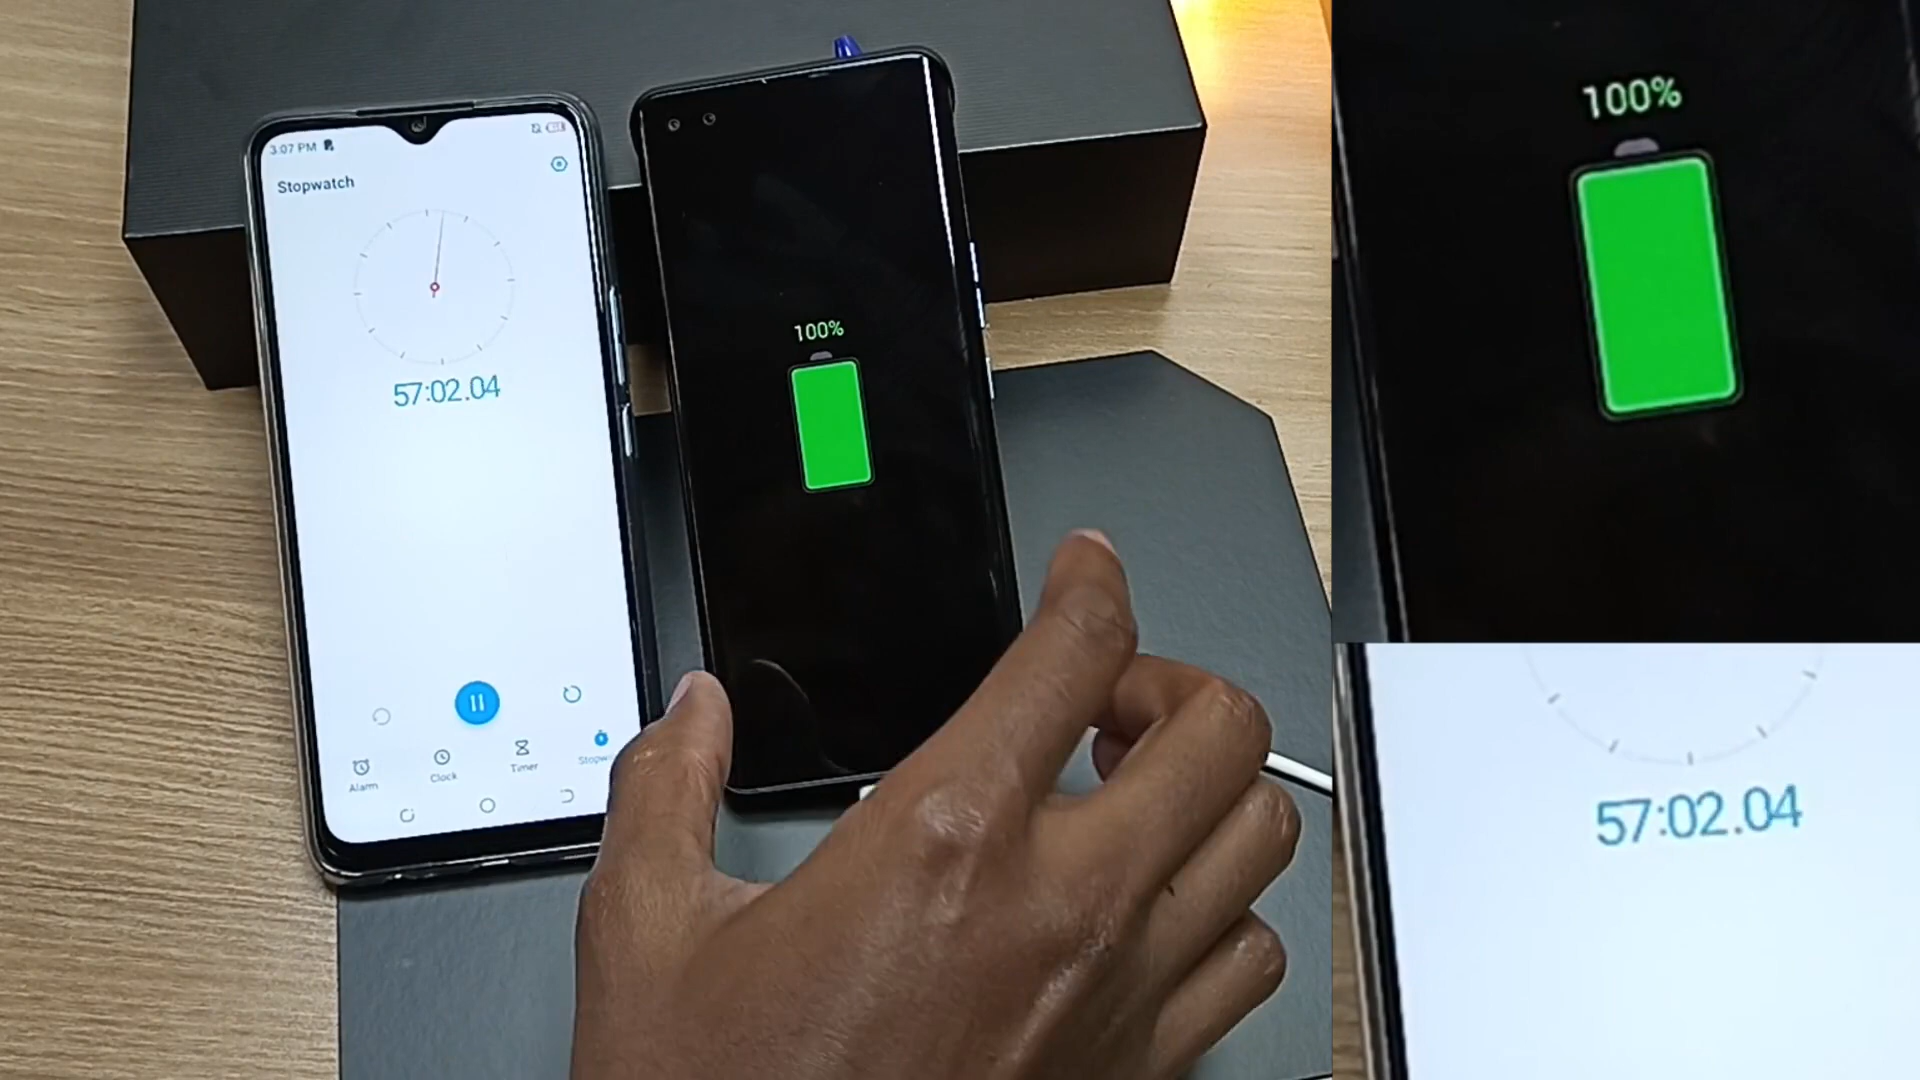 3:07 PM
Stopwatch
57:02.04
Alarm
Clock
Timer
100%
100%
57:02.04